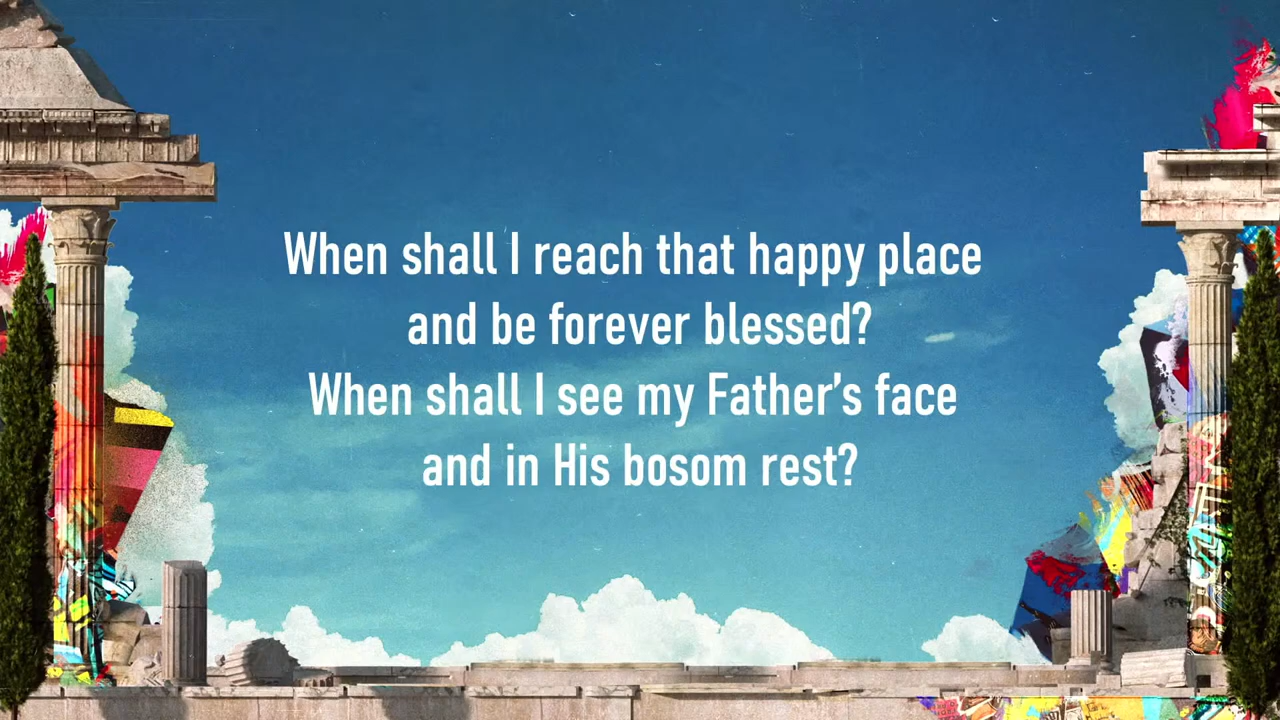 When shall I reach that happy place
and be forever blessed?
When shall I see my Father’s face
and in His bosom rest?